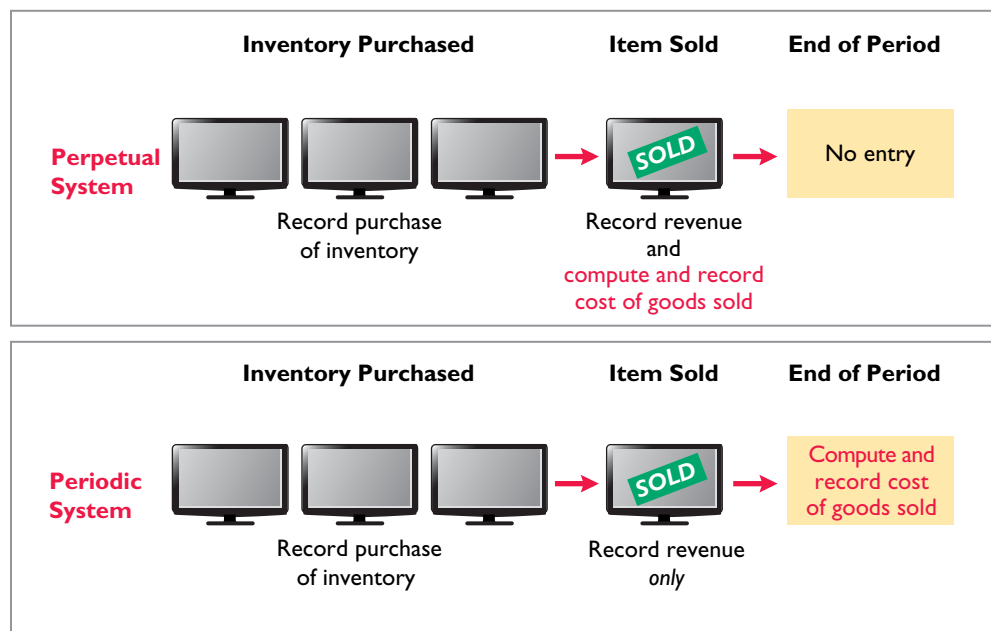 Inventory Purchased Item Sold End of Period
Perpetual
System
SOLD
No entry
Record purchase
of inventory
Record revenue
and
compute and record
cost of goods sold
Inventory Purchased Item Sold End of Period
Periodic
System
SOLD
Compute and
record cost
of goods sold
Record purchase
of inventory
Record revenue
only